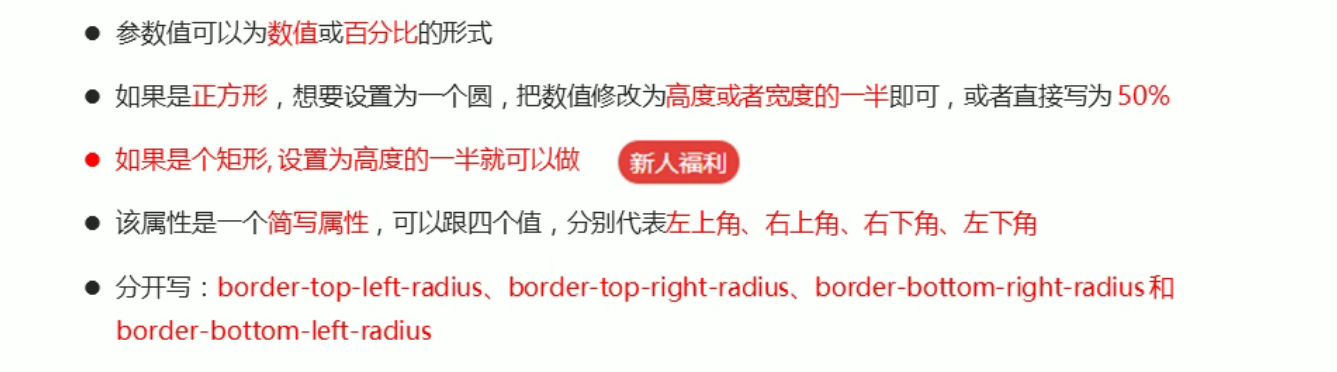 ● 参数值可以为数值或百分比的形式
● 如果是正方形，想要设置为一个圆，把数值修改为高度或者宽度的一半即可，或者直接写为 50%
● 如果是个矩形, 设置为高度的一半就可以做 新人福利
● 该属性是一个简写属性，可以跟四个值，分别代表左上角、右上角、右下角、左下角
● 分开写：border-top-left-radius、border-top-right-radius、border-bottom-right-radius 和
border-bottom-left-radius